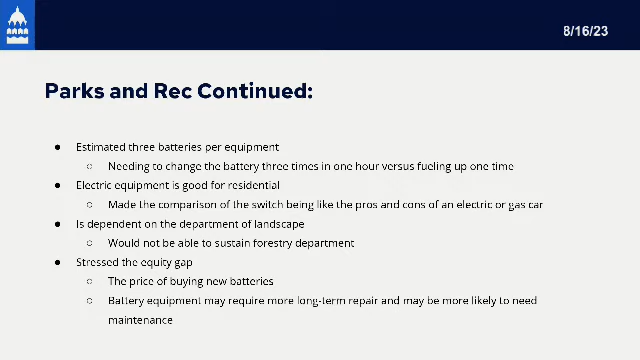 8/16/23
Parks and Rec Continued:
● Estimated three batteries per equipment
○ Needing to change the battery three times in one hour versus fueling up one time
● Electric equipment is good for residential
○ Made the comparison of the switch being like the pros and cons of an electric or gas car
● Is dependent on the department of landscape
○ Would not be able to sustain forestry department
● Stressed the equity gap
○ The price of buying new batteries
○ Battery equipment may require more long-term repair and may be more likely to need
maintenance